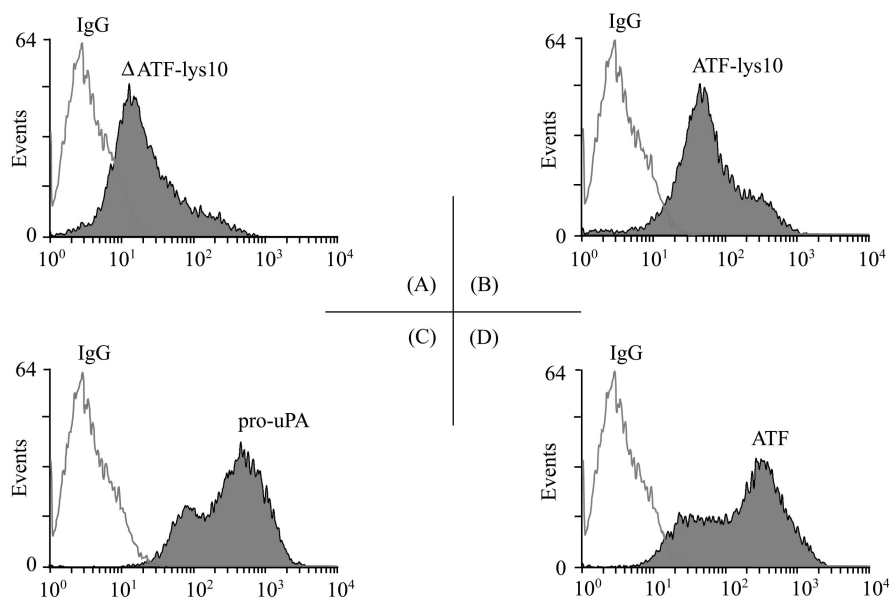 IgG
64
ΔATF-lys10
Events
0
10⁰ 10¹ 10² 10³ 10⁴
(A)
IgG
64
ATF-lys10
Events
0
10⁰ 10¹ 10² 10³ 10⁴
(B)
(C)
IgG
64
pro-uPA
Events
0
10⁰ 10¹ 10² 10³ 10⁴
(D)
IgG
64
ATF
Events
0
10⁰ 10¹ 10² 10³ 10⁴